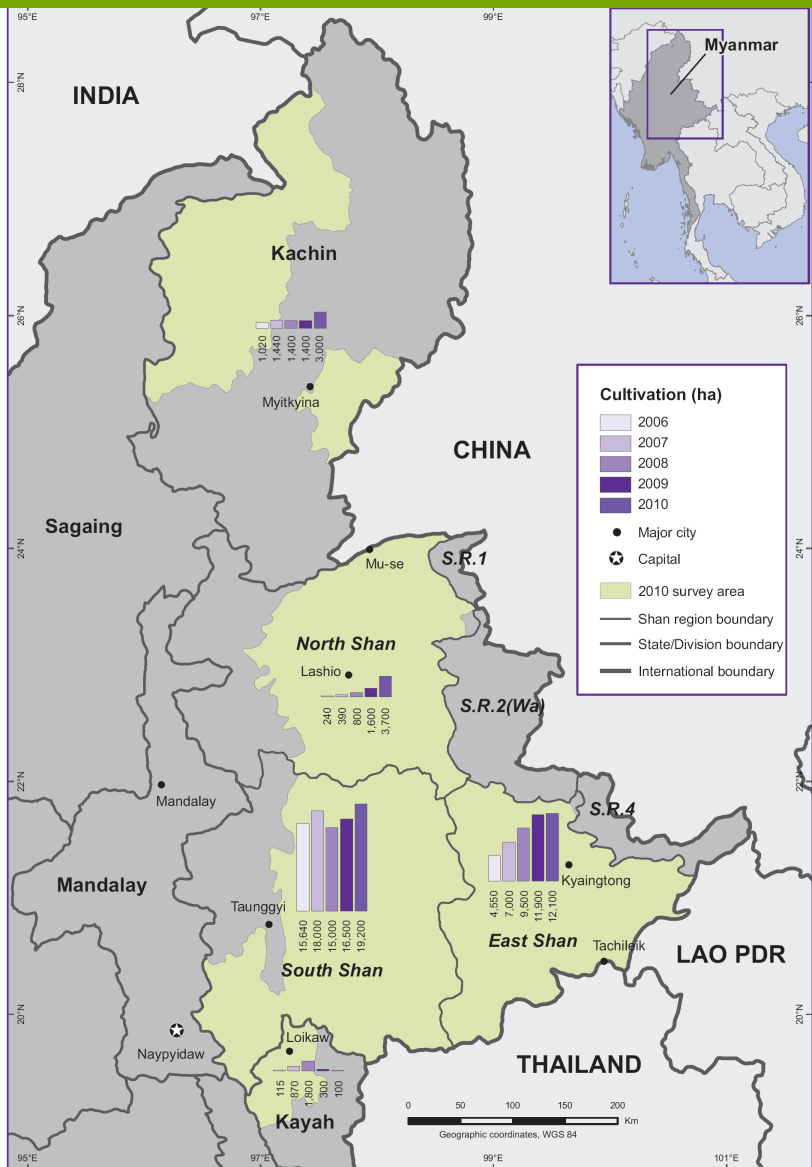 95°E
97°E
99°E
28°N
INDIA
Myanmar
Kachin
26°N
26°N
1,020
1,440
1,400
1,400
3,000
Myitkyina
Cultivation (ha)
2006
2007
2008
2009
2010
Major city
Capital
2010 survey area
Shan region boundary
State/Division boundary
International boundary
CHINA
Sagaing
24°N
24°N
Mu-se
S.R.1
North Shan
Lashio
240
390
800
1,600
3,700
S.R.2(Wa)
22°N
22°N
Mandalay
S.R.4
Mandalay
Taunggyi
15,640
18,000
15,000
16,500
19,200
South Shan
4,550
7,000
9,500
11,900
12,100
Kyaingtong
East Shan
Tachileik
LAO PDR
20°N
20°N
Naypyidaw
Loikaw
115
870
1,800
300
100
Kayah
THAILAND
0
50
100
150
200
Km
Geographic coordinates, WGS 84
95°E
97°E
99°E
101°E